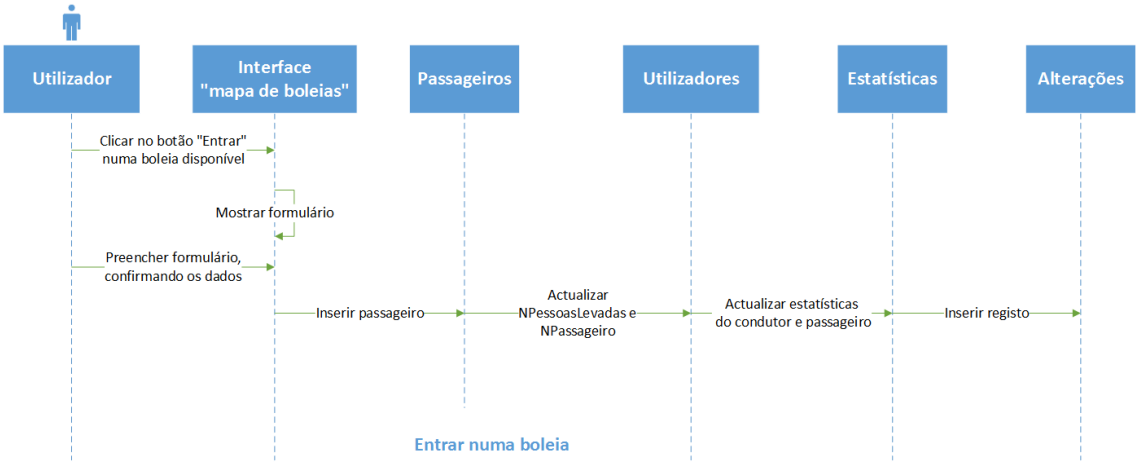 Utilizador
Interface
"mapa de boleias"
Passageiros
Utilizadores
Estatísticas
Alterações
Clicar no botão "Entrar"
numa boleia disponível
Mostrar formulário
Preencher formulário,
confirmando os dados
Inserir passageiro
Actualizar
NPessoasLevadas e
NPassageiro
Actualizar estatísticas
do condutor e passageiro
Inserir registo
Entrar numa boleia